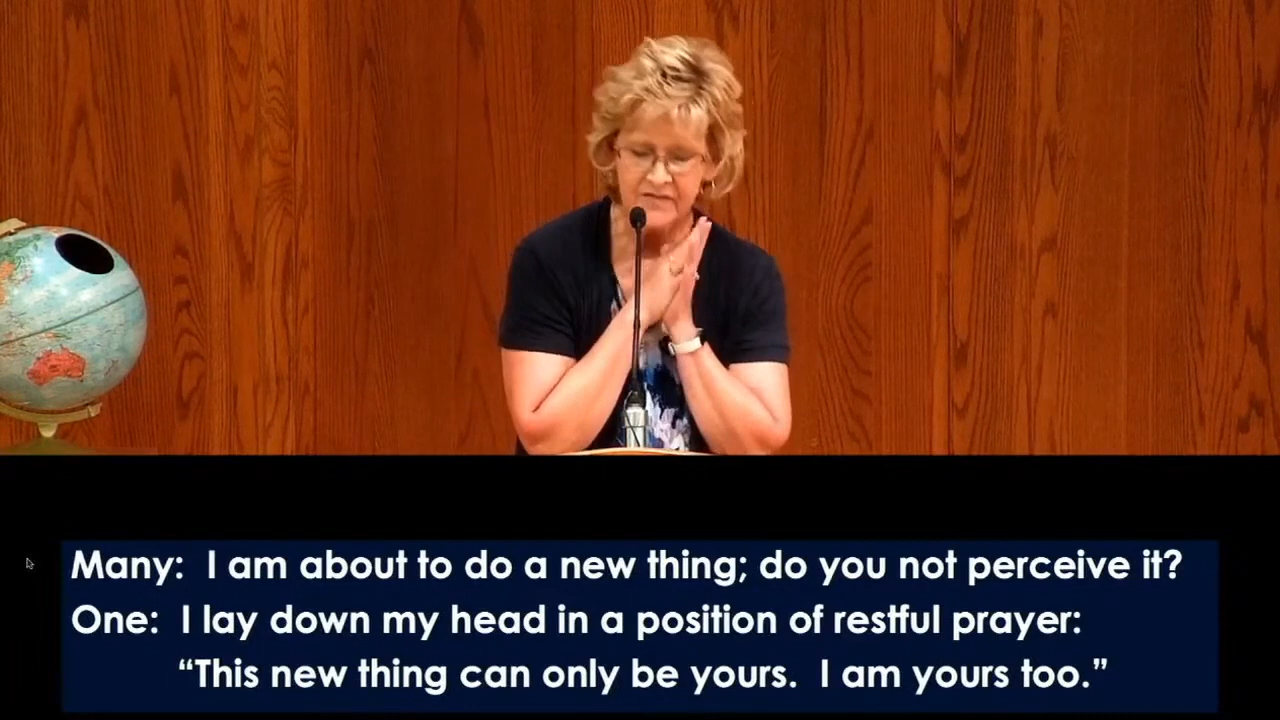 Many: I am about to do a new thing; do you not perceive it?
One: I lay down my head in a position of restful prayer:
“This new thing can only be yours. I am yours too.”